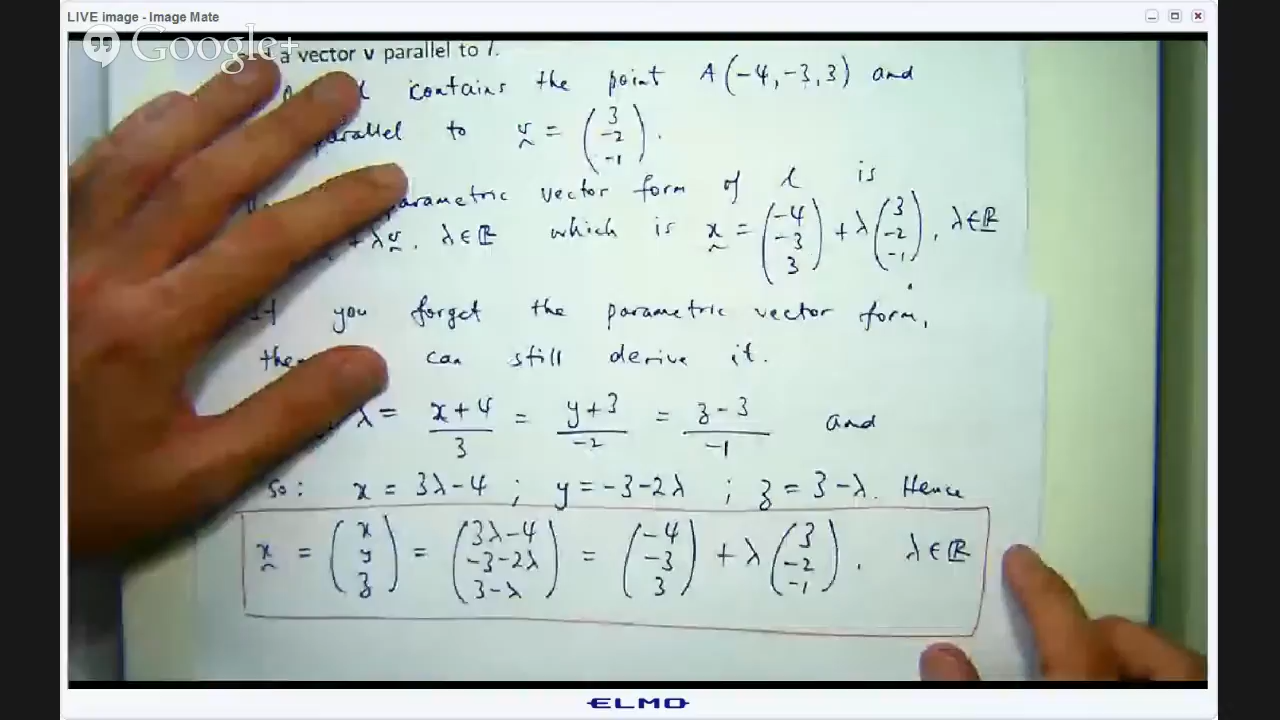 LIVE image - Image Mate
Google+
a vector v parallel to l.
l contains the point A(-4, -3, 3) and
parallel to v = (3 -2 -1).
parametric vector form of l is
+ λv, λ∈ℝ which is x = (-4 -3 3) + λ(3 -2 -1), λ∈ℝ
If you forget the parametric vector form,
can still derive it.
λ = (x+4)/3 = (y+3)/-2 = (z-3)/-1 and
So: x = 3λ-4 ; y = -3-2λ ; z = 3-λ. Hence
x = (x y z) = (3λ-4 -3-2λ 3-λ) = (-4 -3 3) + λ(3 -2 -1), λ∈ℝ
ELMO